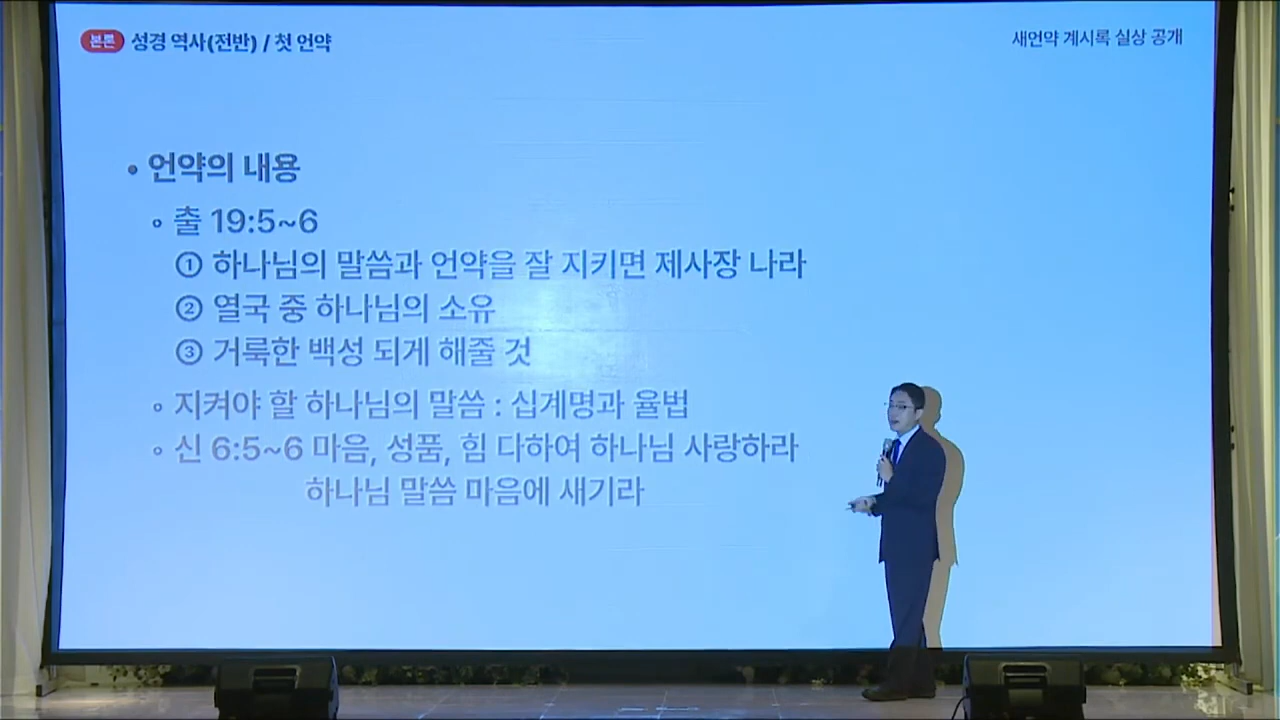 본론 성경 역사(전반) / 첫 언약
새언약 계시록 실상 공개
• 언약의 내용
◦ 출 19:5~6
① 하나님의 말씀과 언약을 잘 지키면 제사장 나라
② 열국 중 하나님의 소유
③ 거룩한 백성 되게 해줄 것
◦ 지켜야 할 하나님의 말씀 : 십계명과 율법
◦ 신 6:5~6 마음, 성품, 힘 다하여 하나님 사랑하라
하나님 말씀 마음에 새기라